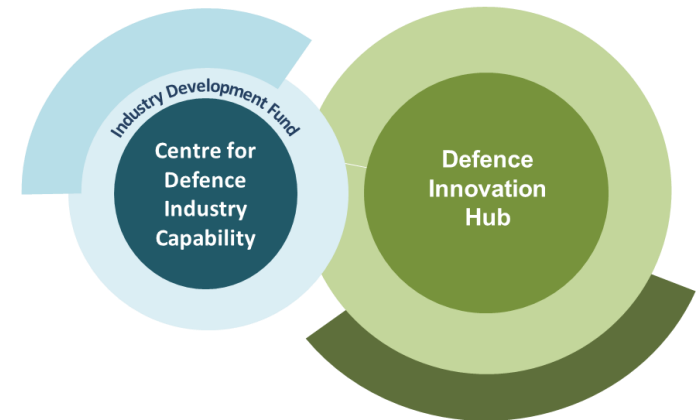 Industry Development Fund
Centre for
Defence
Industry
Capability
Defence
Innovation
Hub